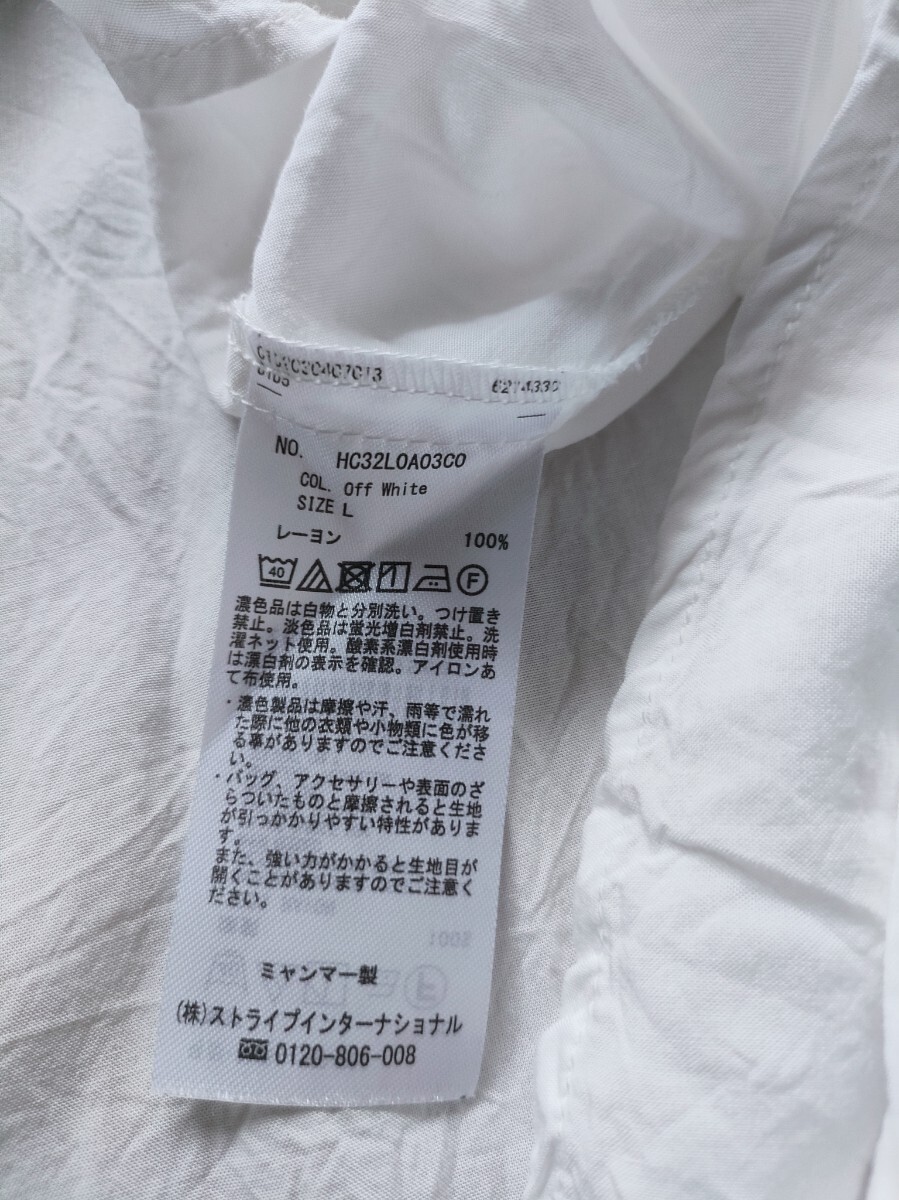 NO. HC32L0A03C0
COL. Off White
SIZE L
レーヨン 100%
40 F
濃色品は白物と分別洗い。つけ置き
禁止。淡色品は蛍光増白剤禁止。洗
濯ネット使用。酸素系漂白剤使用時
は漂白剤の表示を確認。アイロンあ
て布使用。
・濃色製品は摩擦や汗、雨等で濡れ
た際に他の衣類や小物類に色が移
る事がありますのでご注意くださ
い。
・バッグ、アクセサリーや表面のざ
らついたものと摩擦されると生地
が引っかかりやすい特性がありま
す。
また、強い力がかかると生地目が
開くことがありますのでご注意く
ださい。
ミャンマー製
(株)ストライプインターナショナル
0120-806-008